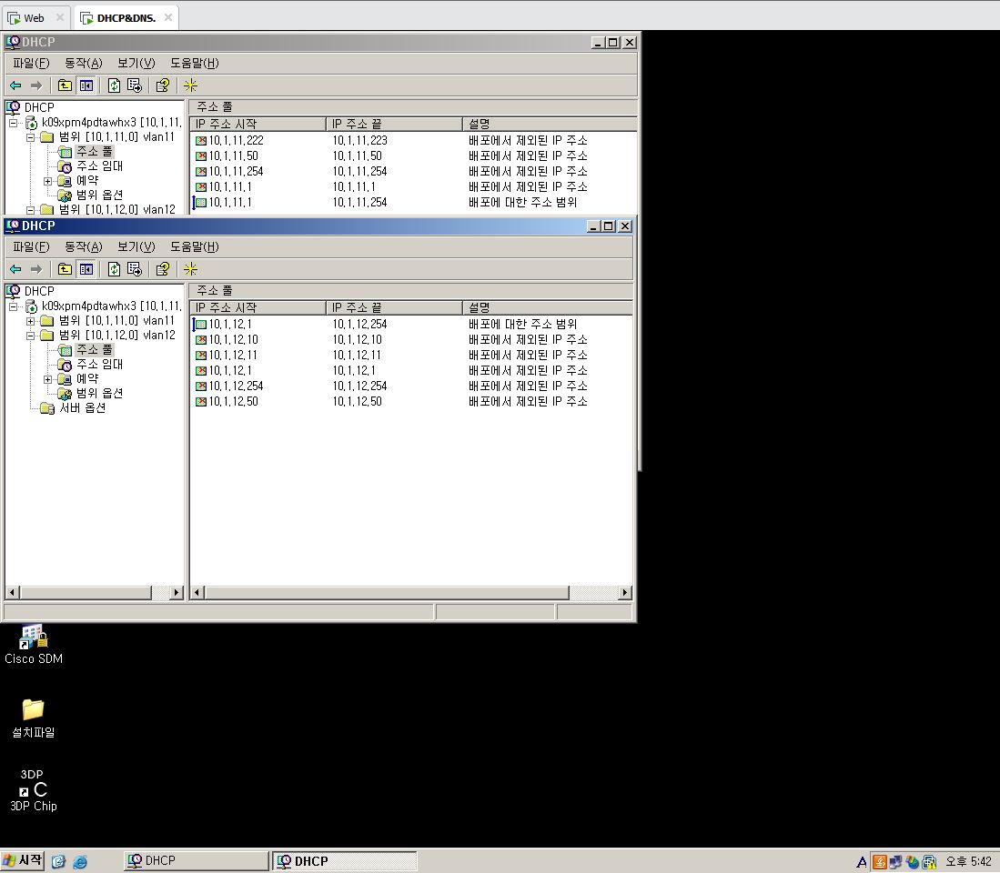 Web
DHCP&DNS.
DHCP
파일(F) 동작(A) 보기(V) 도움말(H)
DHCP
k09xpm4pdtawhx3 [10.1.11.
범위 [10.1.11.0] vlan11
주소 풀
주소 임대
예약
범위 옵션
범위 [10.1.12.0] vlan12
주소 풀
IP 주소 시작 IP 주소 끝 설명
10.1.11.222 10.1.11.223 배포에서 제외된 IP 주소
10.1.11.50 10.1.11.50 배포에서 제외된 IP 주소
10.1.11.254 10.1.11.254 배포에서 제외된 IP 주소
10.1.11.1 10.1.11.1 배포에서 제외된 IP 주소
10.1.11.1 10.1.11.254 배포에 대한 주소 범위
DHCP
파일(F) 동작(A) 보기(V) 도움말(H)
DHCP
k09xpm4pdtawhx3 [10.1.11.
범위 [10.1.11.0] vlan11
범위 [10.1.12.0] vlan12
주소 풀
주소 임대
예약
범위 옵션
서버 옵션
주소 풀
IP 주소 시작 IP 주소 끝 설명
10.1.12.1 10.1.12.254 배포에 대한 주소 범위
10.1.12.10 10.1.12.10 배포에서 제외된 IP 주소
10.1.12.11 10.1.12.11 배포에서 제외된 IP 주소
10.1.12.1 10.1.12.1 배포에서 제외된 IP 주소
10.1.12.254 10.1.12.254 배포에서 제외된 IP 주소
10.1.12.50 10.1.12.50 배포에서 제외된 IP 주소
Cisco SDM
설치파일
3DP
C
3DP Chip
시작 DHCP DHCP A 오후 5:42